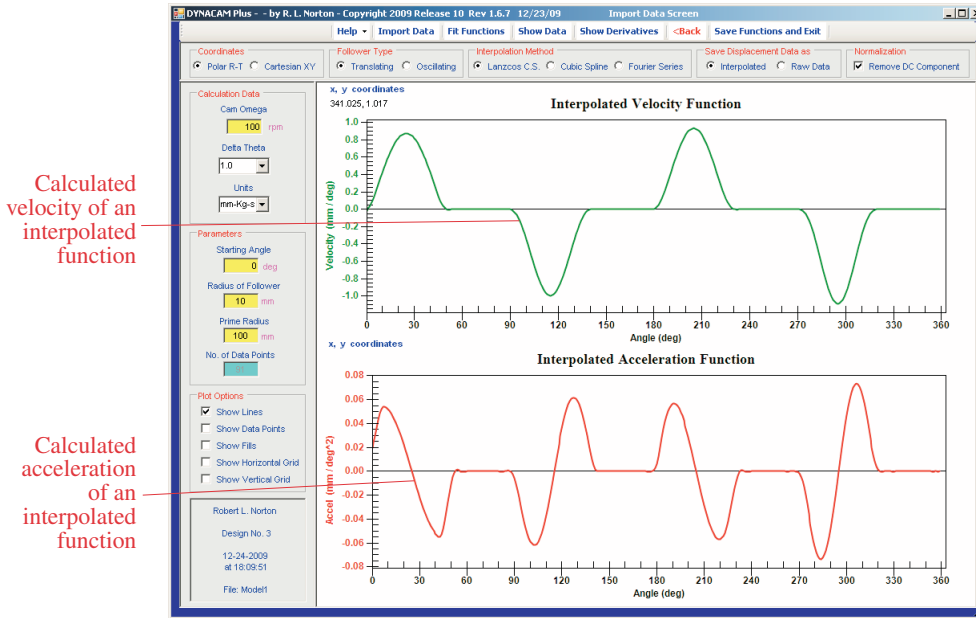 DYNACAM Plus - - by R. L. Norton - Copyright 2009 Release 10 Rev 1.6.7 12/23/09 Import Data Screen
Help Import Data Fit Functions Show Data Show Derivatives <Back Save Functions and Exit
Coordinates
Polar R-T Cartesian XY
Follower Type
Translating Oscillating
Interpolation Method
Lanzcos C.S. Cubic Spline Fourier Series
Save Displacement Data as
Interpolated Raw Data
Normalization
Remove DC Component
Calculation Data
Cam Omega
100 rpm
Delta Theta
1.0
Units
mm-Kg-s
Parameters
Starting Angle
0 deg
Radius of Follower
10 mm
Prime Radius
100 mm
No. of Data Points
Plot Options
Show Lines
Show Data Points
Show Fills
Show Horizontal Grid
Show Vertical Grid
Robert L. Norton
Design No. 3
12-24-2009
at 18:09:51
File: Model1
Calculated
velocity of an
interpolated
function
Calculated
acceleration
of an
interpolated
function
x, y coordinates
341.025, 1.017
Interpolated Velocity Function
Velocity (mm / deg)
1.0
0.8
0.6
0.4
0.2
0.0
-0.2
-0.4
-0.6
-0.8
-1.0
0 30 60 90 120 150 180 210 240 270 300 330 360
Angle (deg)
x, y coordinates
Interpolated Acceleration Function
Accel (mm / deg^2)
0.08
0.06
0.04
0.02
0.00
-0.02
-0.04
-0.06
-0.08
0 30 60 90 120 150 180 210 240 270 300 330 360
Angle (deg)